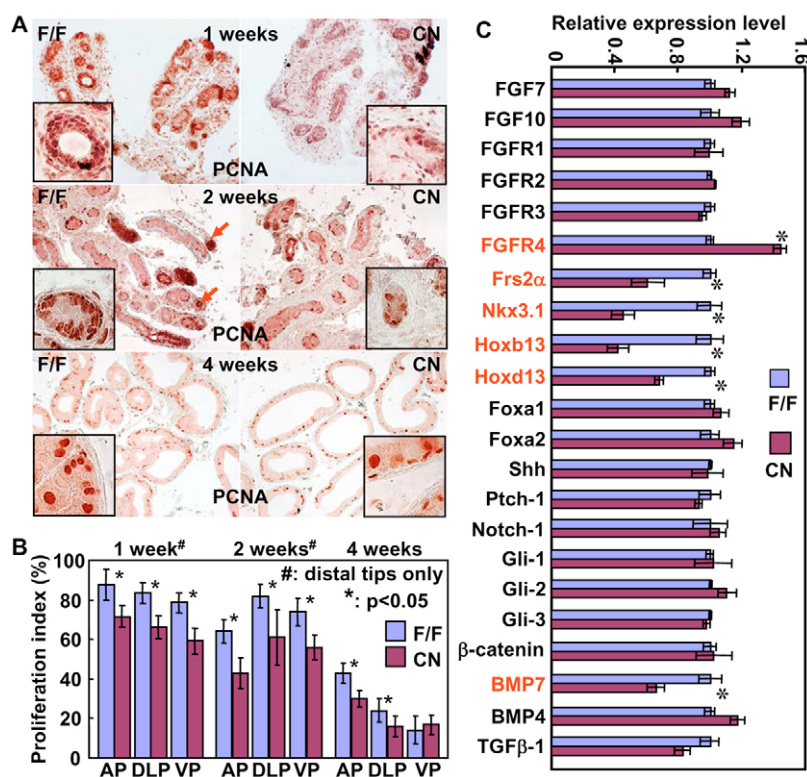 A
F/F
1 weeks
CN
PCNA
F/F
2 weeks
CN
PCNA
F/F
4 weeks
CN
PCNA
B
1 week#
2 weeks#
4 weeks
#: distal tips only
*: p<0.05
F/F
CN
Proliferation index (%)
100
80
60
40
20
0
* * * * * * * *
AP DLP VP
AP DLP VP
AP DLP VP
C
Relative expression level
0 0.4 0.8 1.2 1.6
FGF7
FGF10
FGFR1
FGFR2
FGFR3
FGFR4 *
Frs2α *
Nkx3.1 *
Hoxb13 *
Hoxd13 *
Foxa1
Foxa2
Shh
Ptch-1
Notch-1
Gli-1
Gli-2
Gli-3
β-catenin
BMP7 *
BMP4
TGFβ-1
F/F
CN